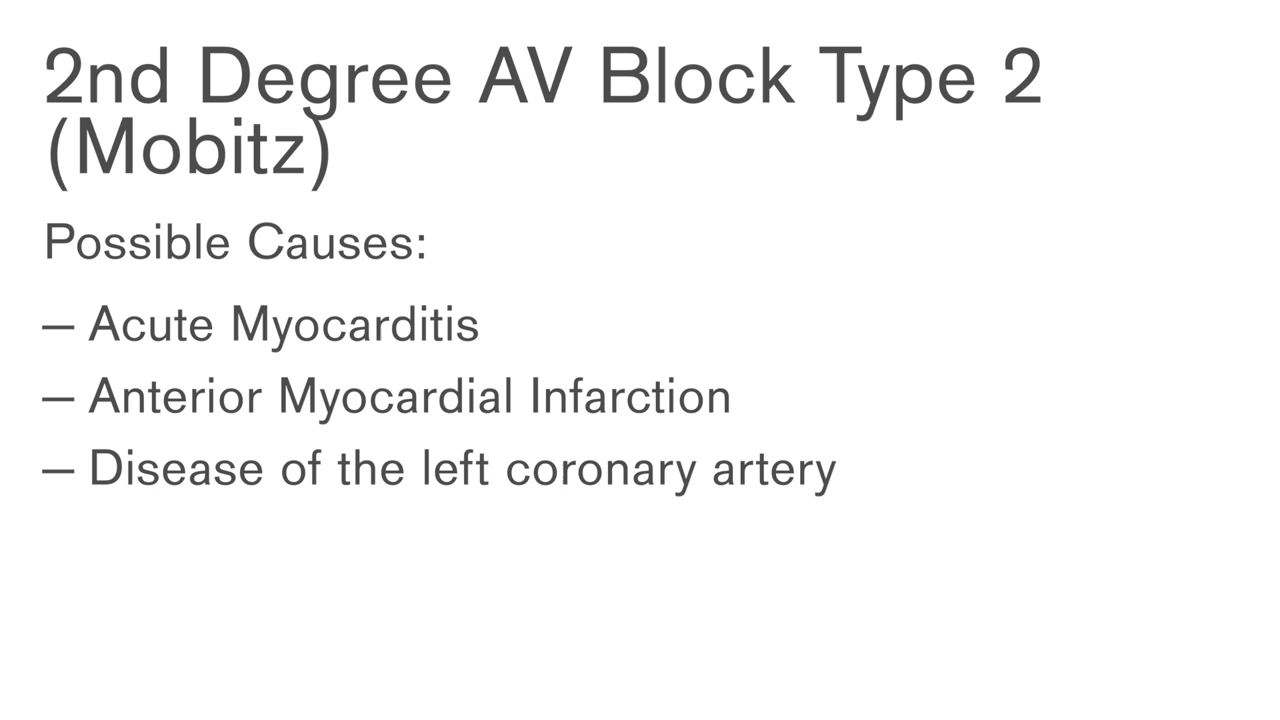 2nd Degree AV Block Type 2
(Mobitz)
Possible Causes:
— Acute Myocarditis
— Anterior Myocardial Infarction
— Disease of the left coronary artery